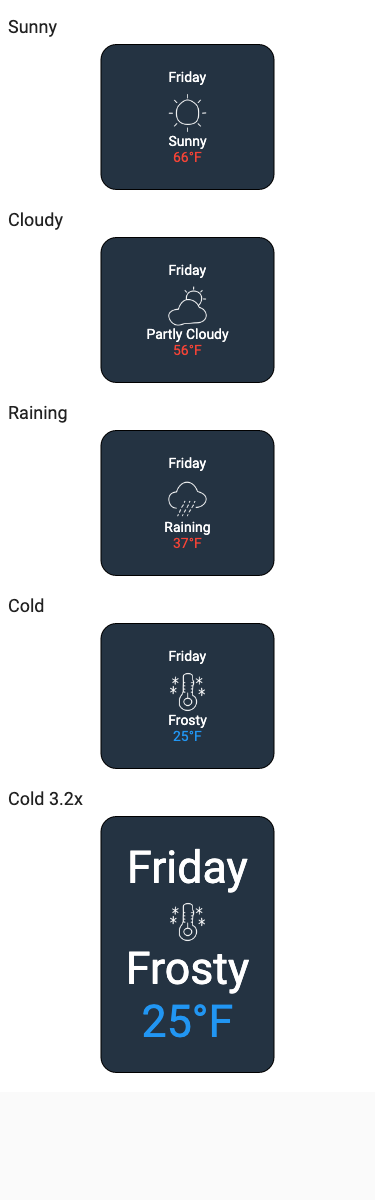 Sunny
Friday
Sunny
66°F
Cloudy
Friday
Partly Cloudy
56°F
Raining
Friday
Raining
37°F
Cold
Friday
Frosty
25°F
Cold 3.2x
Friday
Frosty
25°F